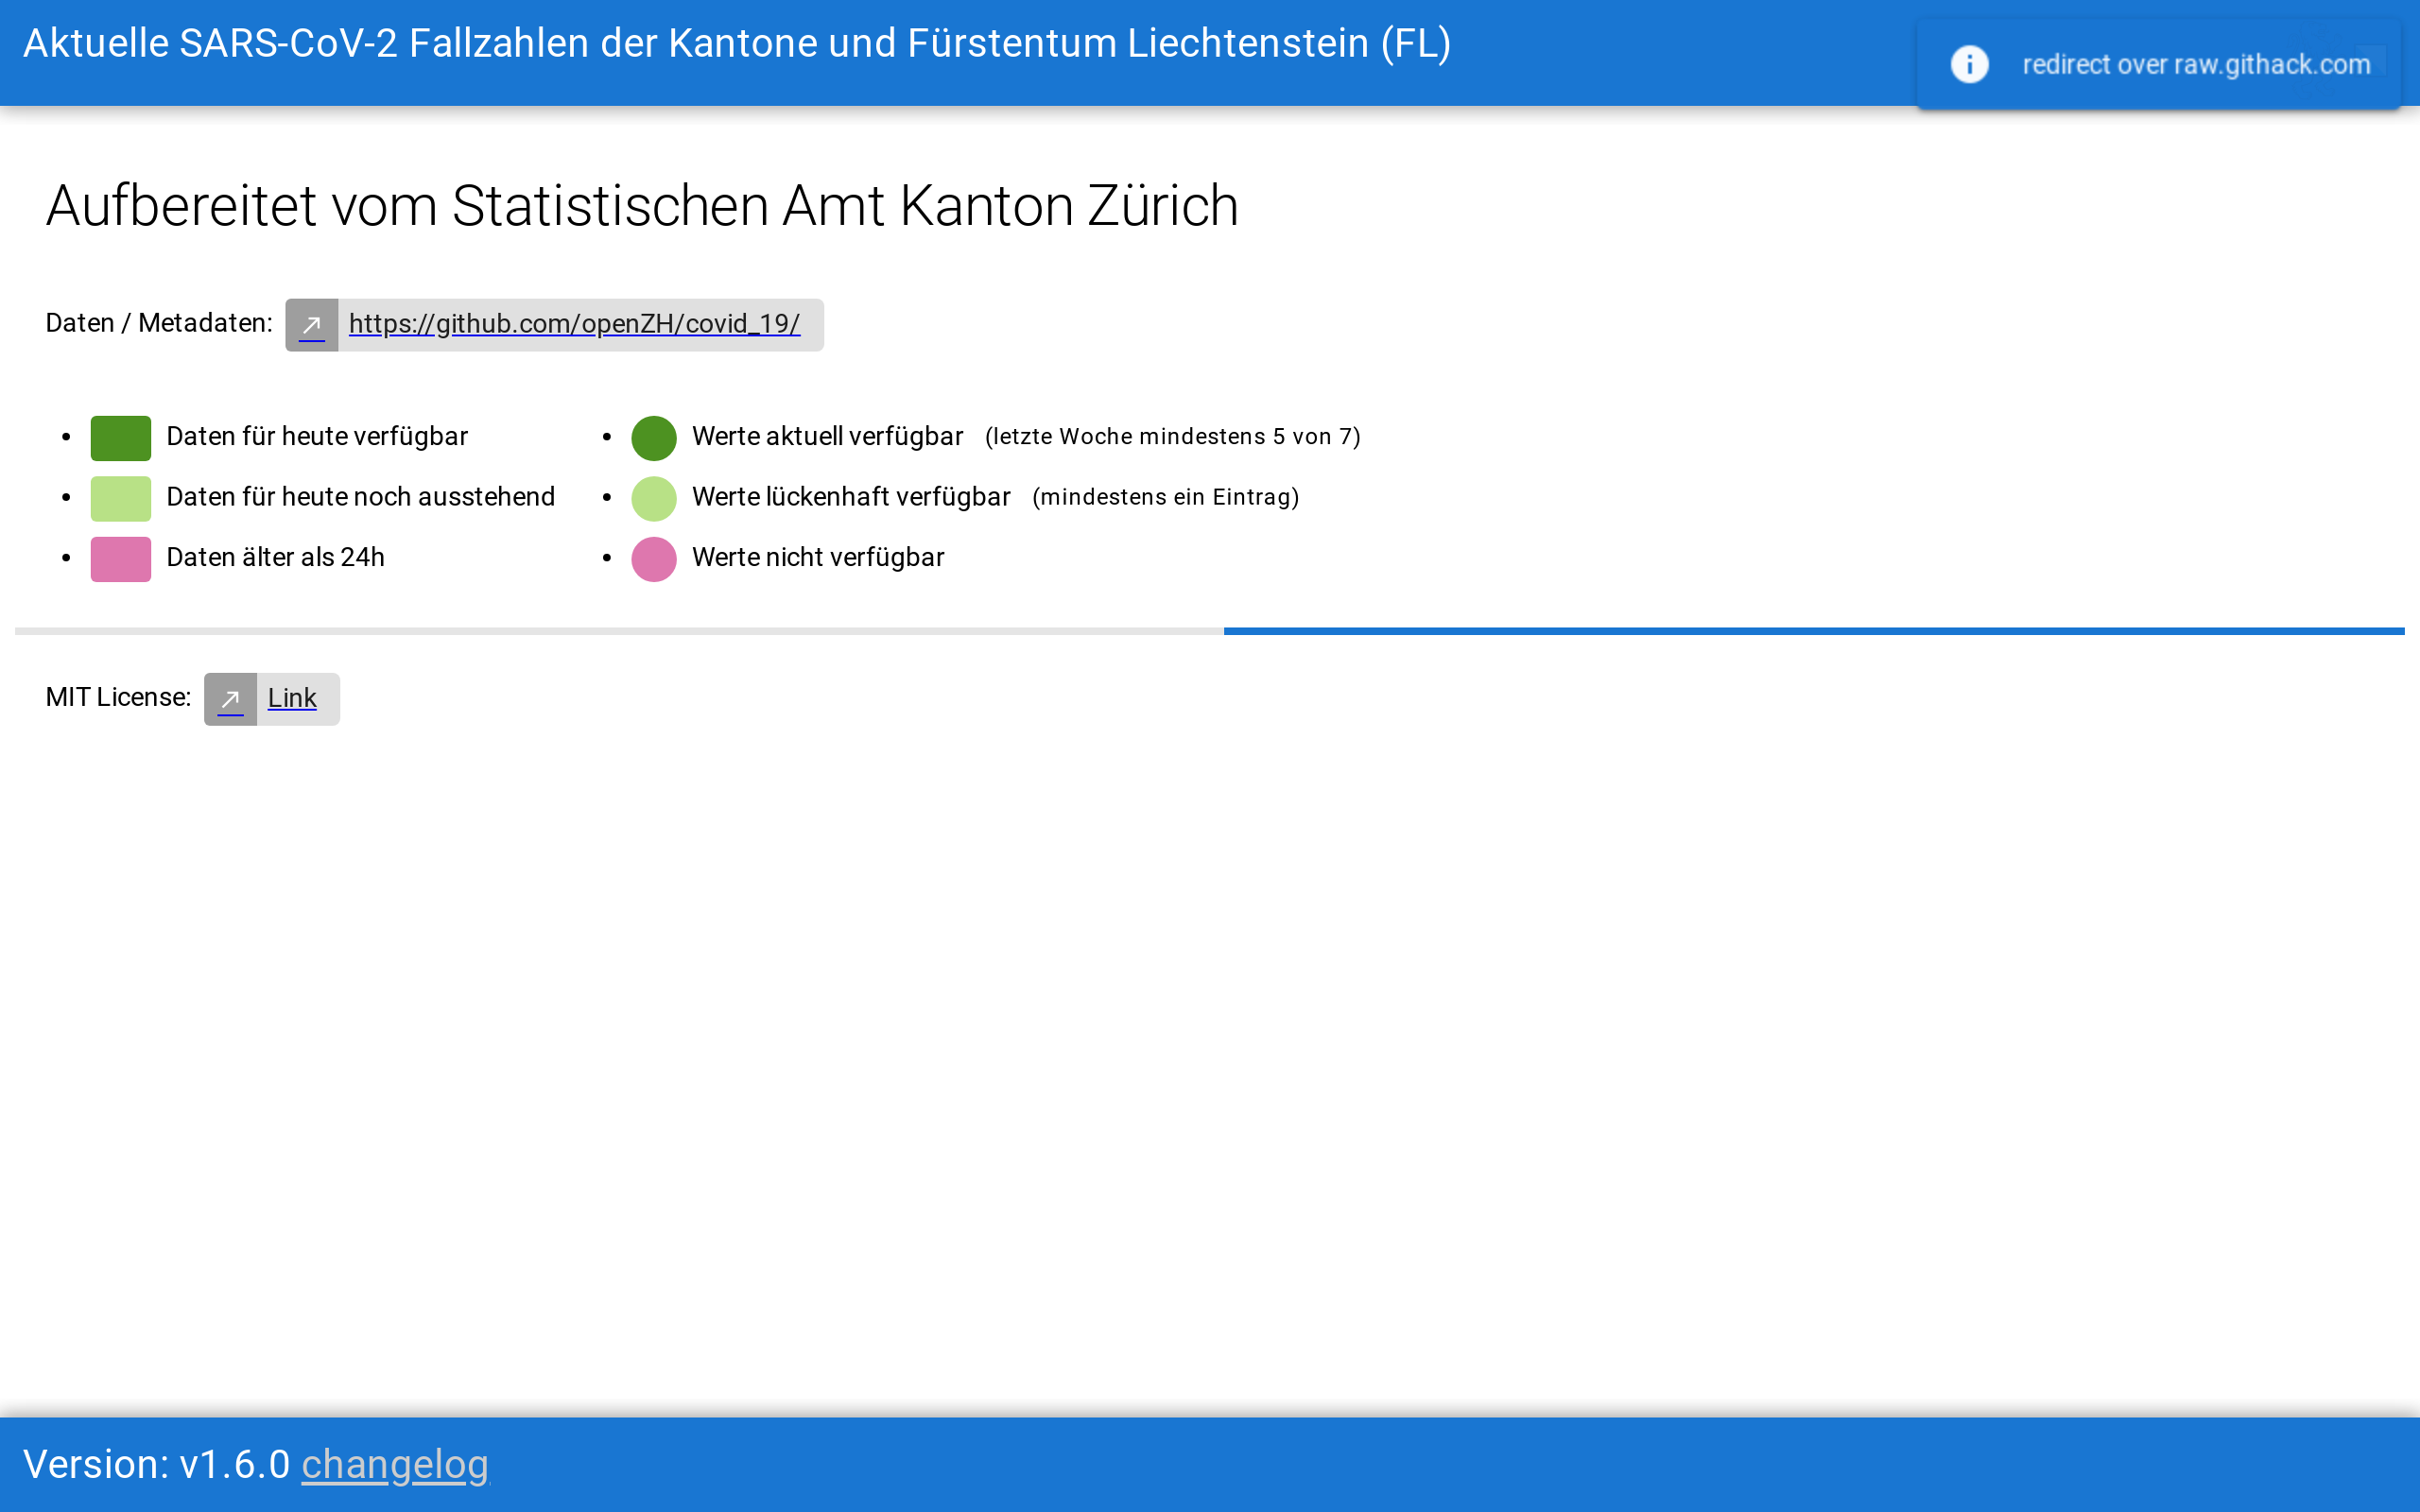 Aktuelle SARS-CoV-2 Fallzahlen der Kantone und Fürstentum Liechtenstein (FL)
redirect over raw.githack.com
Aufbereitet vom Statistischen Amt Kanton Zürich
Daten / Metadaten: https://github.com/openZH/covid_19/
Daten für heute verfügbar
Daten für heute noch ausstehend
Daten älter als 24h
Werte aktuell verfügbar (letzte Woche mindestens 5 von 7)
Werte lückenhaft verfügbar (mindestens ein Eintrag)
Werte nicht verfügbar
MIT License: Link
Version: v1.6.0 changelog